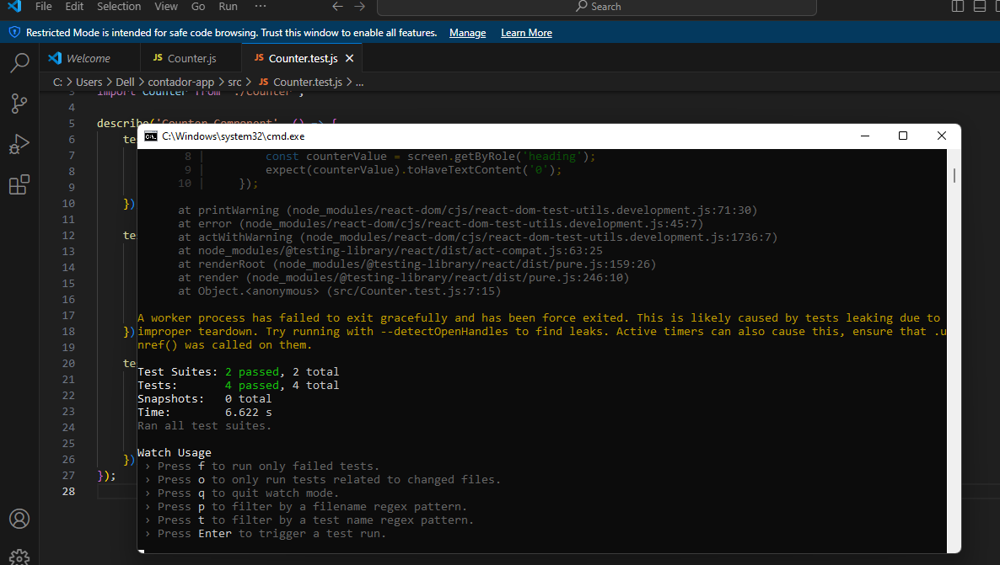 File Edit Selection View Go Run ··· ← → Search
Restricted Mode is intended for safe code browsing. Trust this window to enable all features. Manage Learn More
Welcome JS Counter.js JS Counter.test.js ×
C: > Users > Dell > contador-app > src > JS Counter.test.js > ...
3 import Counter from './Counter';
4
5 describe('Counter Component', () => {
C:\Windows\system32\cmd.exe
6 te
7
8
9
10 })
11
12 te
13
14
15
16
17
18 })
19
20 te
21
22
23
24
25
26 })
27 });
28
8 | const counterValue = screen.getByRole('heading');
9 | expect(counterValue).toHaveTextContent('0');
10 | });
at printWarning (node_modules/react-dom/cjs/react-dom-test-utils.development.js:71:30)
at error (node_modules/react-dom/cjs/react-dom-test-utils.development.js:45:7)
at actWithWarning (node_modules/react-dom/cjs/react-dom-test-utils.development.js:1736:7)
at node_modules/@testing-library/react/dist/act-compat.js:63:25
at renderRoot (node_modules/@testing-library/react/dist/pure.js:159:26)
at render (node_modules/@testing-library/react/dist/pure.js:246:10)
at Object.<anonymous> (src/Counter.test.js:7:15)
A worker process has failed to exit gracefully and has been force exited. This is likely caused by tests leaking due to
improper teardown. Try running with --detectOpenHandles to find leaks. Active timers can also cause this, ensure that .u
nref() was called on them.
Test Suites: 2 passed, 2 total
Tests: 4 passed, 4 total
Snapshots: 0 total
Time: 6.622 s
Ran all test suites.
Watch Usage
› Press f to run only failed tests.
› Press o to only run tests related to changed files.
› Press q to quit watch mode.
› Press p to filter by a filename regex pattern.
› Press t to filter by a test name regex pattern.
› Press Enter to trigger a test run.